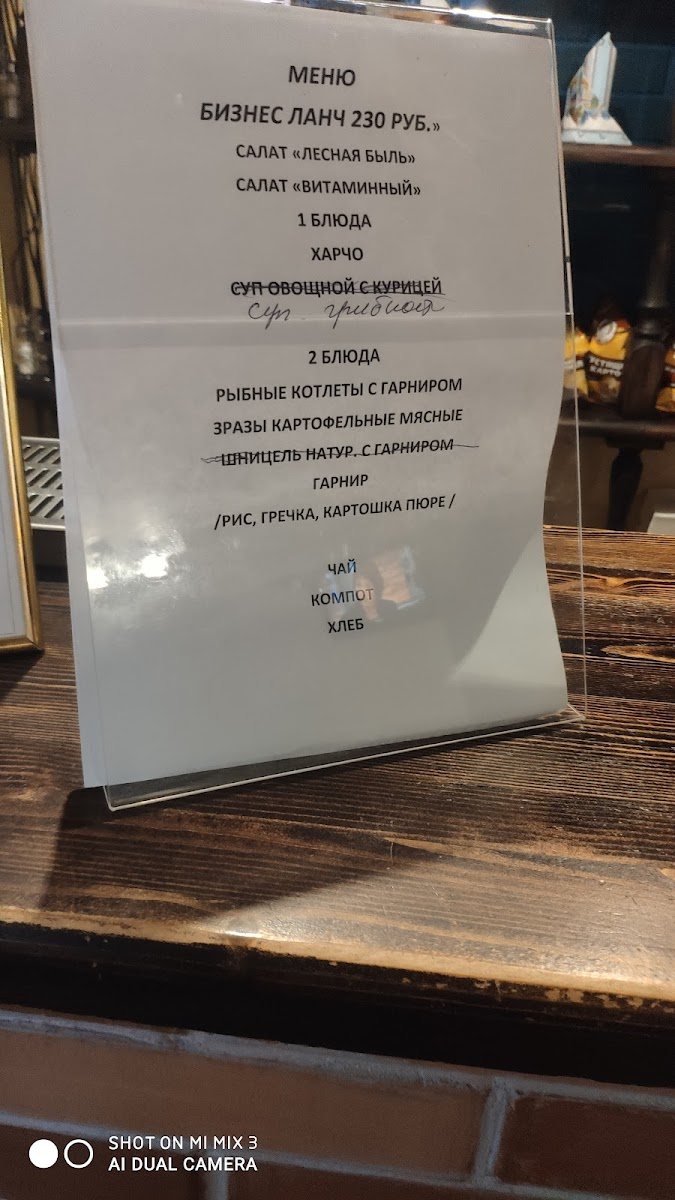 МЕНЮ
БИЗНЕС ЛАНЧ 230 РУБ.»
САЛАТ «ЛЕСНАЯ БЫЛЬ»
САЛАТ «ВИТАМИННЫЙ»
1 БЛЮДА
ХАРЧО
СУП ОВОЩНОЙ С КУРИЦЕЙ
суп грибной
2 БЛЮДА
РЫБНЫЕ КОТЛЕТЫ С ГАРНИРОМ
ЗРАЗЫ КАРТОФЕЛЬНЫЕ МЯСНЫЕ
ШНИЦЕЛЬ НАТУР. С ГАРНИРОМ
ГАРНИР
/РИС, ГРЕЧКА, КАРТОШКА ПЮРЕ /
ЧАЙ
КОМПОТ
ХЛЕБ
SHOT ON MI MIX 3
AI DUAL CAMERA